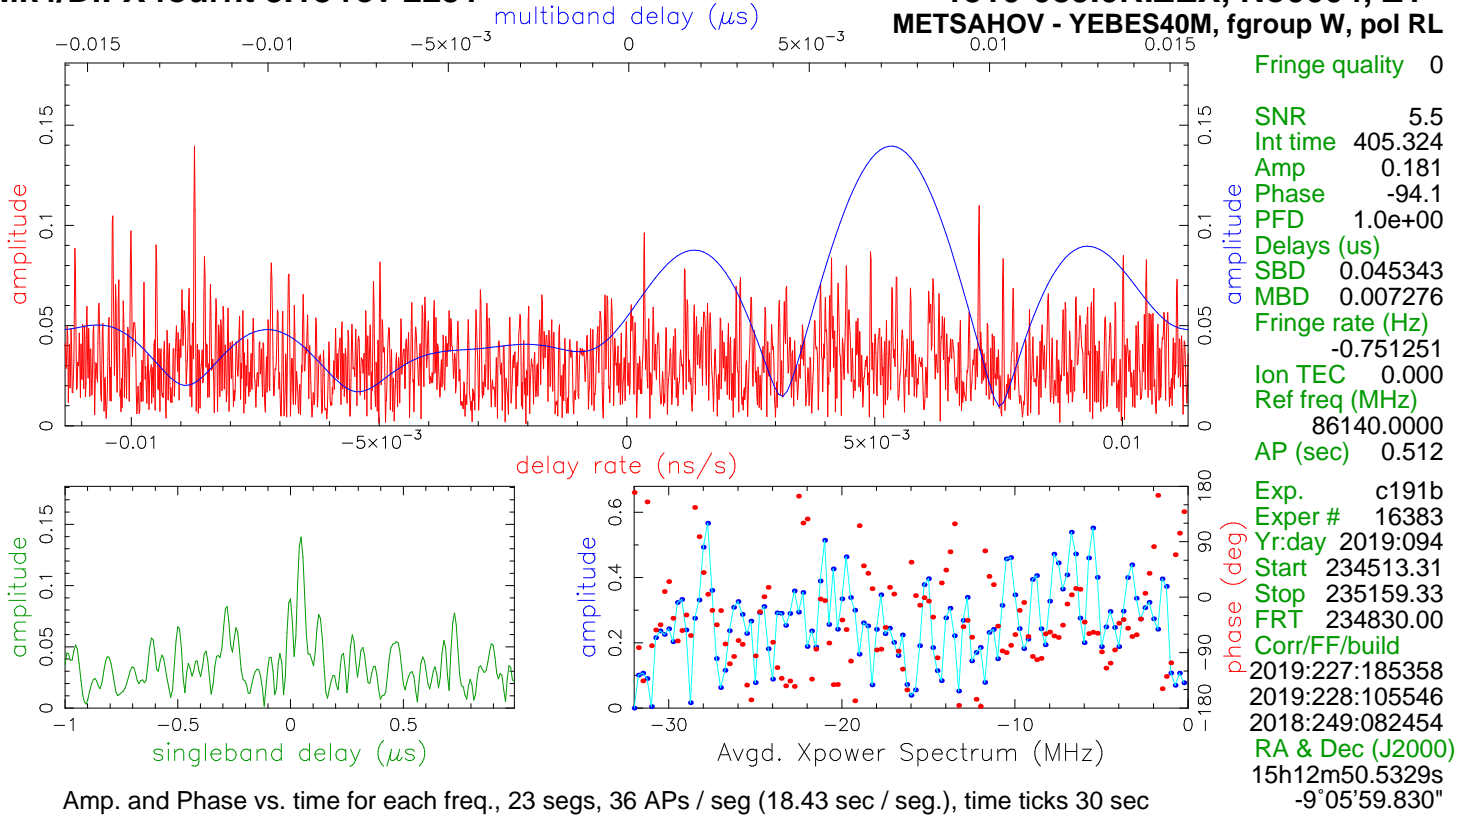 multiband delay (μs)
METSAHOV - YEBES40M, fgroup W, pol RL
−0.015 −0.01 −5×10⁻³ 0 5×10⁻³ 0.01 0.015
amplitude
0 0.05 0.1 0.15
amplitude
0 0.05 0.1 0.15
−0.01 −5×10⁻³ 0 5×10⁻³ 0.01
delay rate (ns/s)
Fringe quality 0
SNR 5.5
Int time 405.324
Amp 0.181
Phase -94.1
PFD 1.0e+00
Delays (us)
SBD 0.045343
MBD 0.007276
Fringe rate (Hz)
-0.751251
Ion TEC 0.000
Ref freq (MHz)
86140.0000
AP (sec) 0.512
Exp. c191b
Exper # 16383
Yr:day 2019:094
Start 234513.31
Stop 235159.33
FRT 234830.00
Corr/FF/build
2019:227:185358
2019:228:105546
2018:249:082454
RA & Dec (J2000)
15h12m50.5329s
-9°05'59.830"
amplitude
0 0.05 0.1 0.15
−1 −0.5 0 0.5
singleband delay (μs)
amplitude
0 0.2 0.4 0.6
phase (deg)
−180 −90 0 90 180
−30 −20 −10 0
Avgd. Xpower Spectrum (MHz)
Amp. and Phase vs. time for each freq., 23 segs, 36 APs / seg (18.43 sec / seg.), time ticks 30 sec